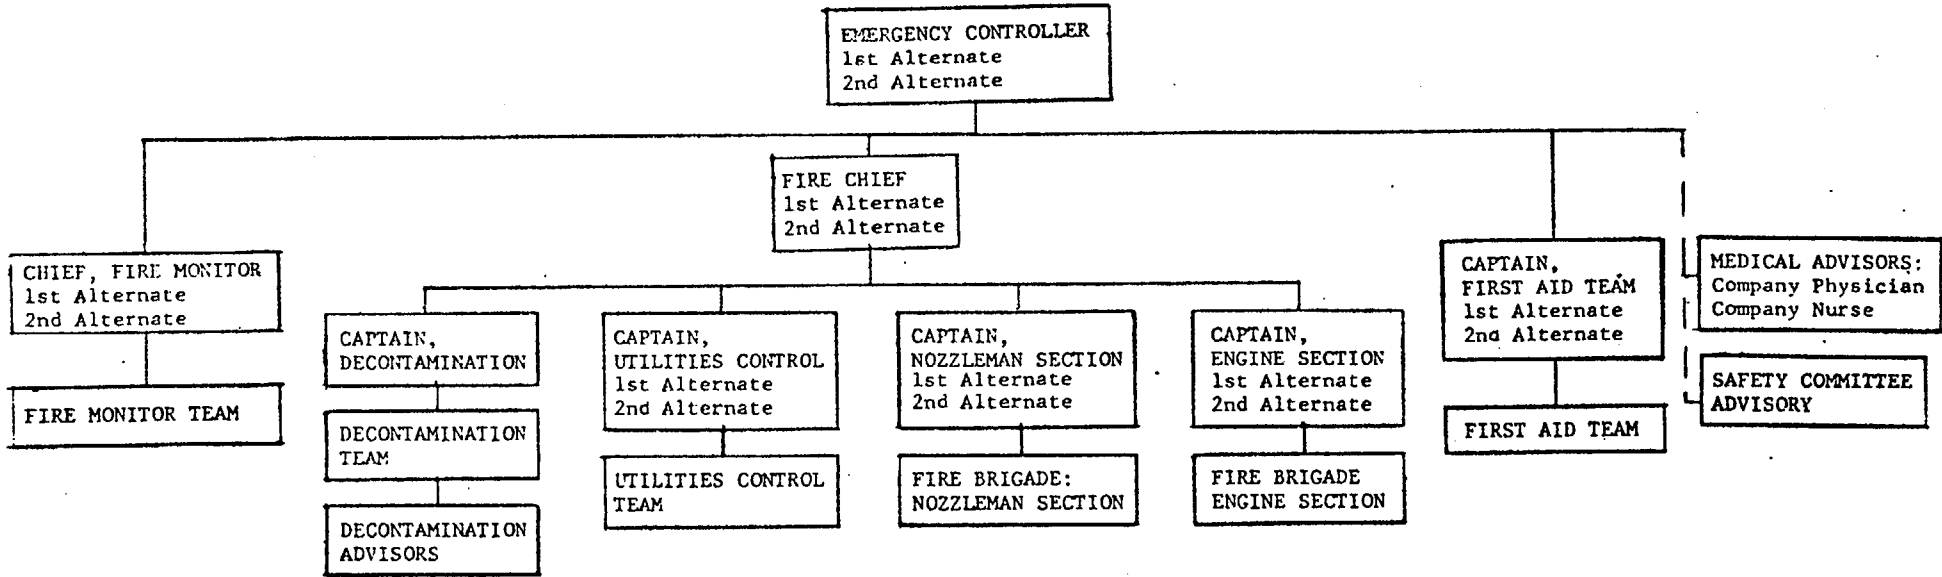 EMERGENCY CONTROLLER
1st Alternate
2nd Alternate
FIRE CHIEF
1st Alternate
2nd Alternate
CHIEF, FIRE MONITOR
1st Alternate
2nd Alternate
FIRE MONITOR TEAM
CAPTAIN,
DECONTAMINATION
DECONTAMINATION
TEAM
DECONTAMINATION
ADVISORS
CAPTAIN,
UTILITIES CONTROL
1st Alternate
2nd Alternate
UTILITIES CONTROL
TEAM
CAPTAIN,
NOZZLEMAN SECTION
1st Alternate
2nd Alternate
FIRE BRIGADE:
NOZZLEMAN SECTION
CAPTAIN,
ENGINE SECTION
1st Alternate
2nd Alternate
FIRE BRIGADE
ENGINE SECTION
CAPTAIN,
FIRST AID TEAM
1st Alternate
2nd Alternate
FIRST AID TEAM
MEDICAL ADVISORS:
Company Physician
Company Nurse
SAFETY COMMITTEE
ADVISORY